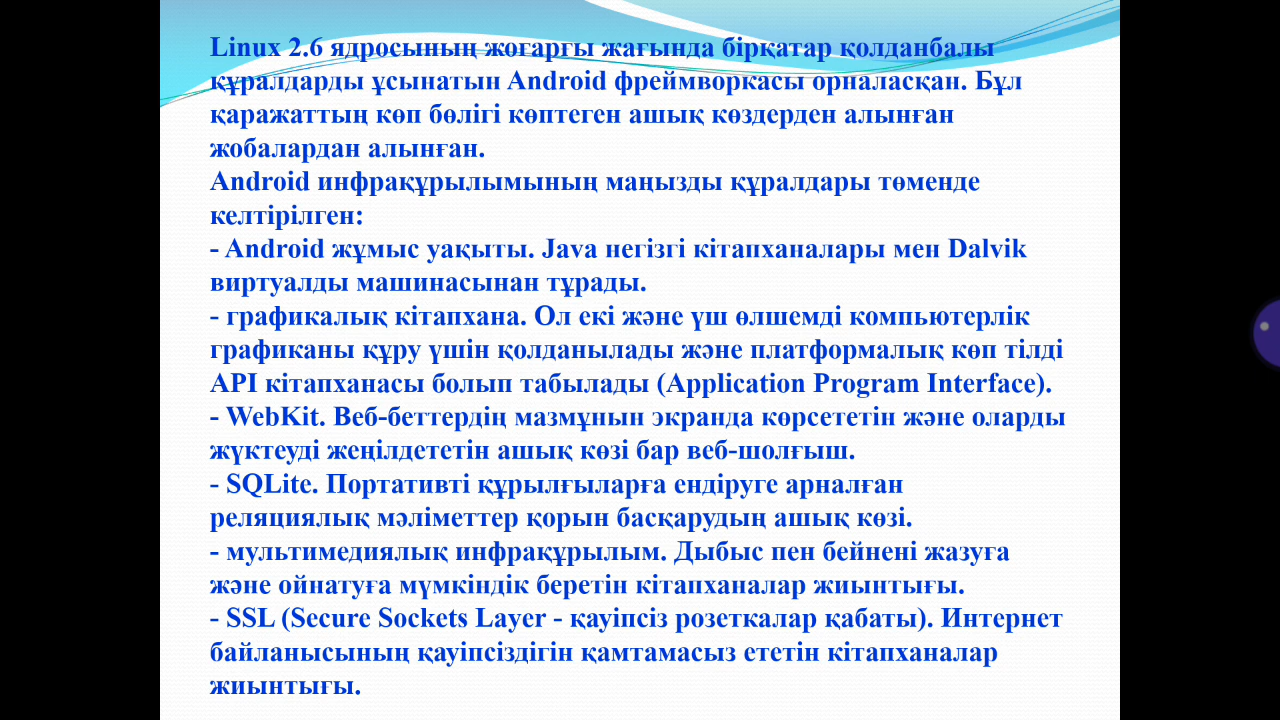 Linux 2.6 ядросының жоғарғы жағында бірқатар қолданбалы
құралдарды ұсынатын Android фреймворкасы орналасқан. Бұл
қаражаттың көп бөлігі көптеген ашық көздерден алынған
жобалардан алынған.
Android инфрақұрылымының маңызды құралдары төменде
келтірілген:
- Android жұмыс уақыты. Java негізгі кітапханалары мен Dalvik
виртуалды машинасынан тұрады.
- графикалық кітапхана. Ол екі және үш өлшемді компьютерлік
графиканы құру үшін қолданылады және платформалық көп тілді
API кітапханасы болып табылады (Application Program Interface).
- WebKit. Веб-беттердің мазмұнын экранда көрсететін және оларды
жүктеуді жеңілдететін ашық көзі бар веб-шолғыш.
- SQLite. Портативті құрылғыларға ендіруге арналған
реляциялық мәліметтер қорын басқарудың ашық көзі.
- мультимедиялық инфрақұрылым. Дыбыс пен бейнені жазуға
және ойнатуға мүмкіндік беретін кітапханалар жиынтығы.
- SSL (Secure Sockets Layer - қауіпсіз розеткалар қабаты). Интернет
байланысының қауіпсіздігін қамтамасыз ететін кітапханалар
жиынтығы.